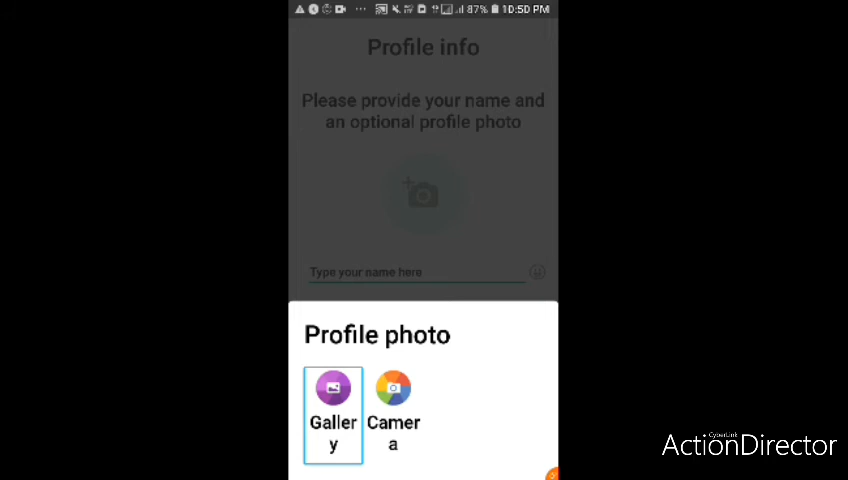 87% 10:50 PM
Profile info
Please provide your name and
an optional profile photo
Type your name here
Profile photo
Galler
y
Camer
a
CyberLink
ActionDirector